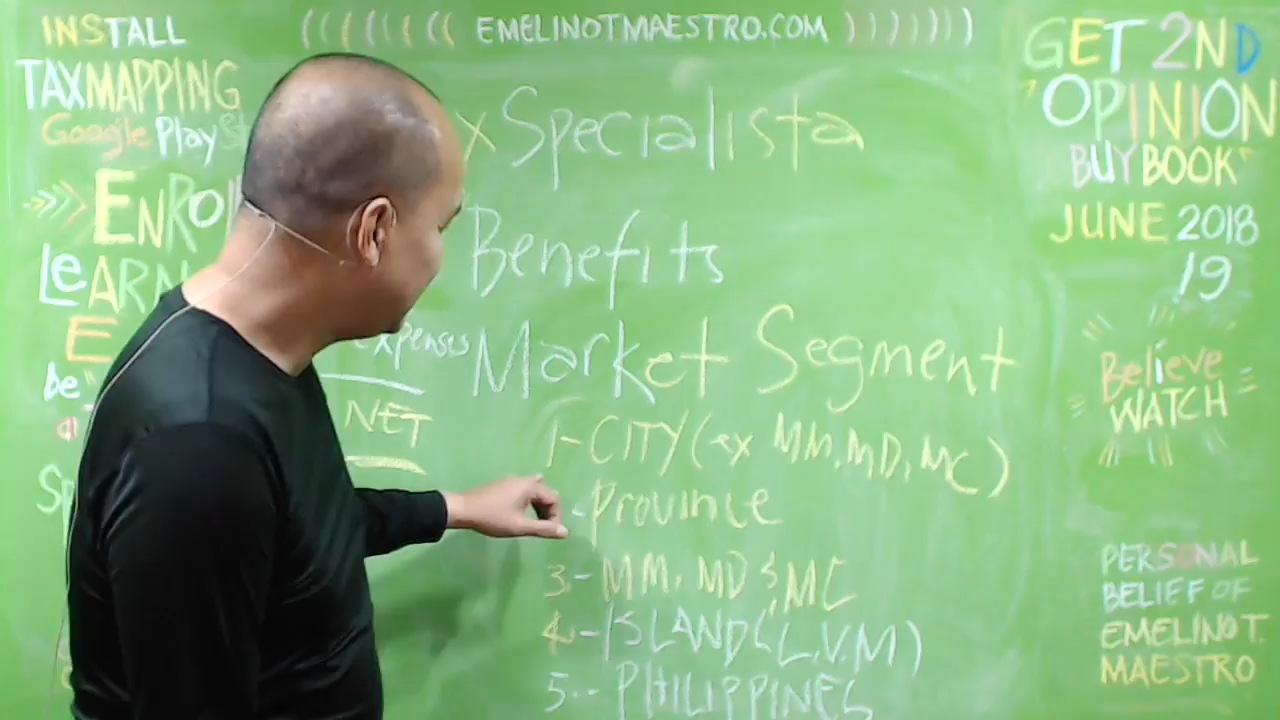 INSTALL
TAXMAPPING
Google Play
ENROLL
LEARN
E
be
((((((( EMELINOTMAESTRO.COM )))))))
x Specialista
Benefits
expenses
NET
Market Segment
1-CITY (ex MM, MD, MC)
-Province
3.-MM, MD & MC
4-ISLAND (L.V.M)
5.-PHILIPPINES
GET 2ND
"OPINION
BUY BOOK"
JUNE 2018
19
Believe
WATCH
PERSONAL
BELIEF OF
EMELINO T.
MAESTRO